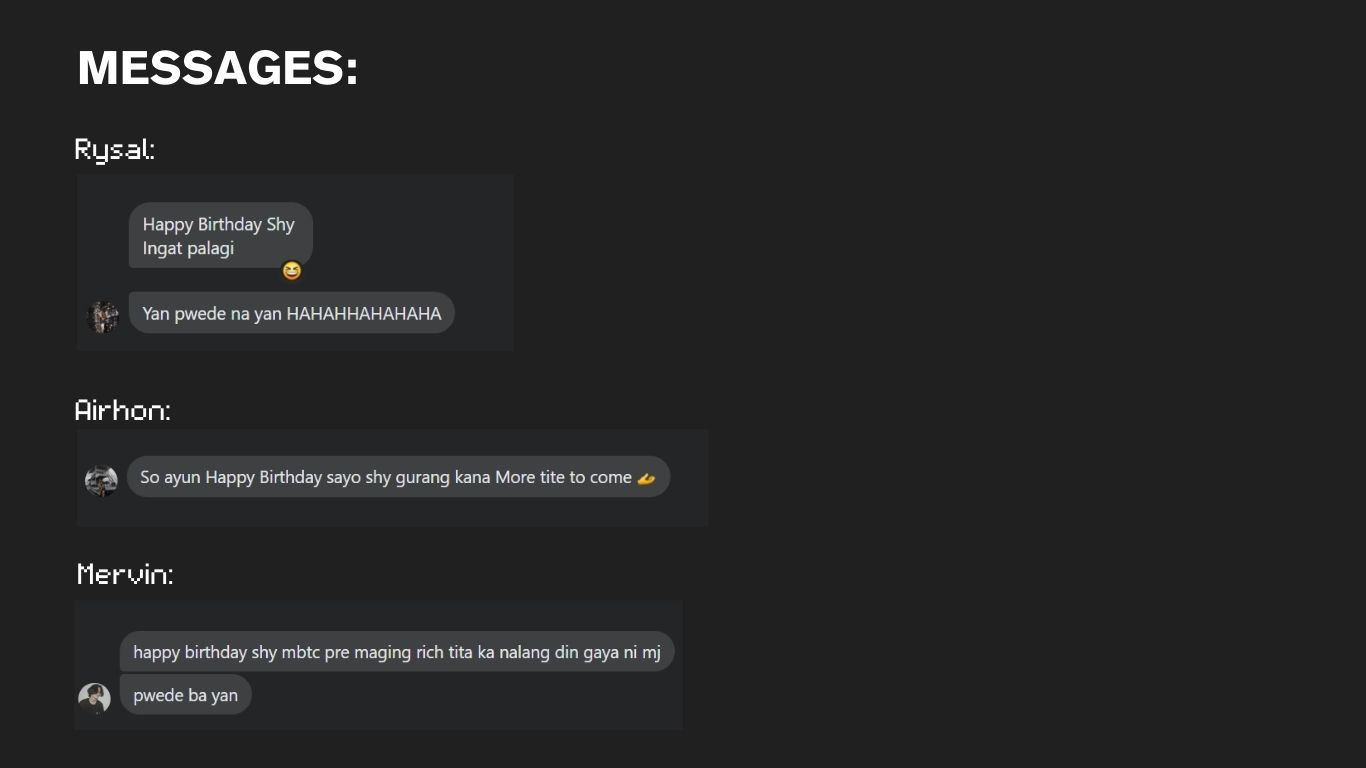 MESSAGES:
Rysal:
Happy Birthday Shy
Ingat palagi
Yan pwede na yan HAHAHHAHAHAHA
Airhon:
So ayun Happy Birthday sayo shy gurang kana More tite to come 🫴
Mervin:
happy birthday shy mbtc pre maging rich tita ka nalang din gaya ni mj
pwede ba yan